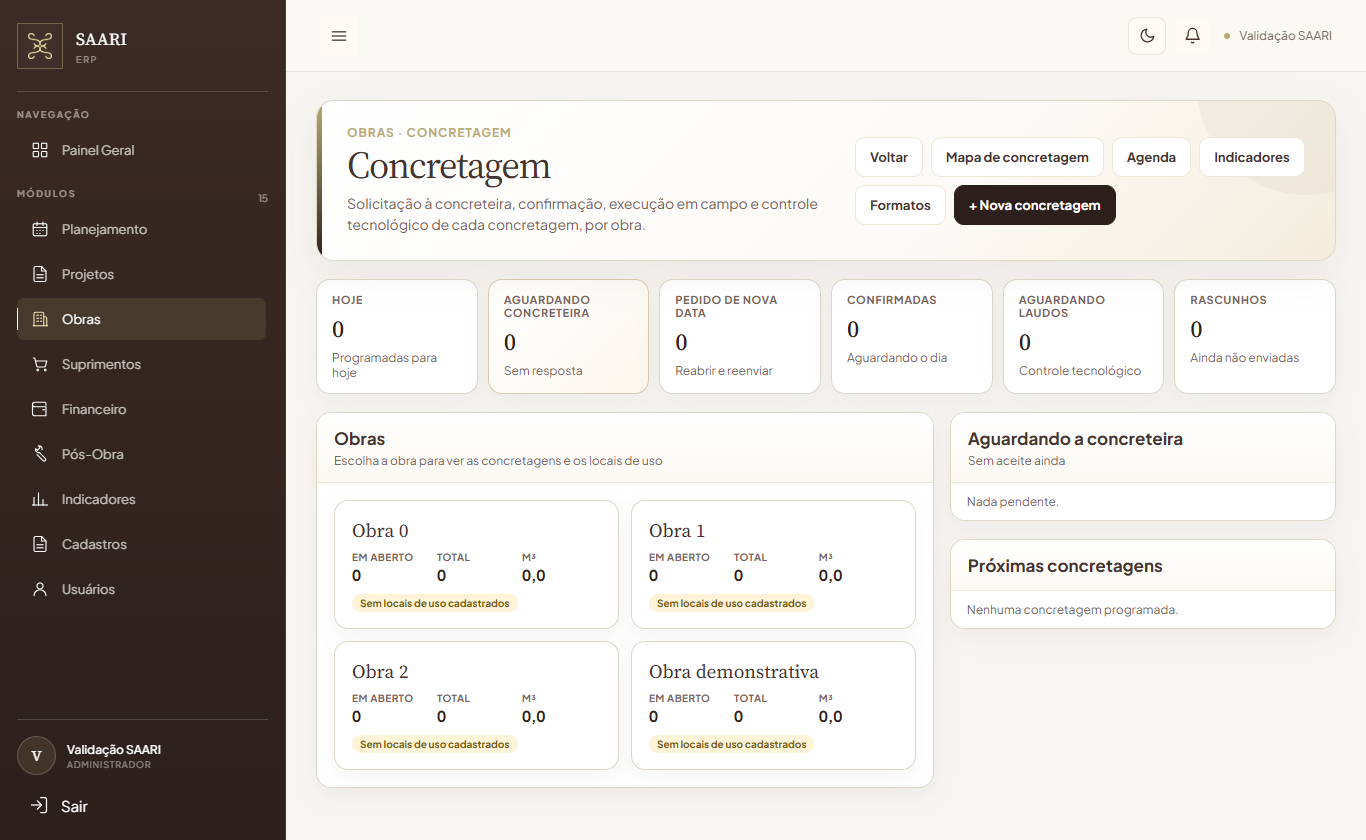 SAARI
ERP
NAVEGAÇÃO
Painel Geral
MÓDULOS
15
Planejamento
Projetos
Obras
Suprimentos
Financeiro
Pós-Obra
Indicadores
Cadastros
Usuários
V
Validação SAARI
ADMINISTRADOR
Sair
Validação SAARI
OBRAS · CONCRETAGEM
Concretagem
Solicitação à concreteira, confirmação, execução em campo e controle
tecnológico de cada concretagem, por obra.
Voltar
Mapa de concretagem
Agenda
Indicadores
Formatos
+ Nova concretagem
HOJE
0
Programadas para
hoje
AGUARDANDO
CONCRETEIRA
0
Sem resposta
PEDIDO DE NOVA
DATA
0
Reabrir e reenviar
CONFIRMADAS
0
Aguardando o dia
AGUARDANDO
LAUDOS
0
Controle tecnológico
RASCUNHOS
0
Ainda não enviadas
Obras
Escolha a obra para ver as concretagens e os locais de uso
Obra 0
EM ABERTO TOTAL M³
0 0 0,0
Sem locais de uso cadastrados
Obra 1
EM ABERTO TOTAL M³
0 0 0,0
Sem locais de uso cadastrados
Obra 2
EM ABERTO TOTAL M³
0 0 0,0
Sem locais de uso cadastrados
Obra demonstrativa
EM ABERTO TOTAL M³
0 0 0,0
Sem locais de uso cadastrados
Aguardando a concreteira
Sem aceite ainda
Nada pendente.
Próximas concretagens
Nenhuma concretagem programada.